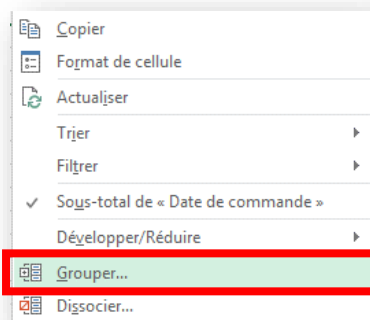 Copier
Format de cellule
Actualiser
Trier
Filtrer
Sous-total de « Date de commande »
Développer/Réduire
Grouper...
Dissocier...